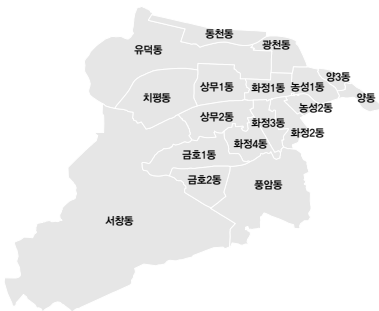 동천동
광천동
유덕동
양3동
상무1동
화정1동
농성1동
치평동
양동
농성2동
상무2동
화정3동
화정2동
화정4동
금호1동
금호2동
풍암동
서창동